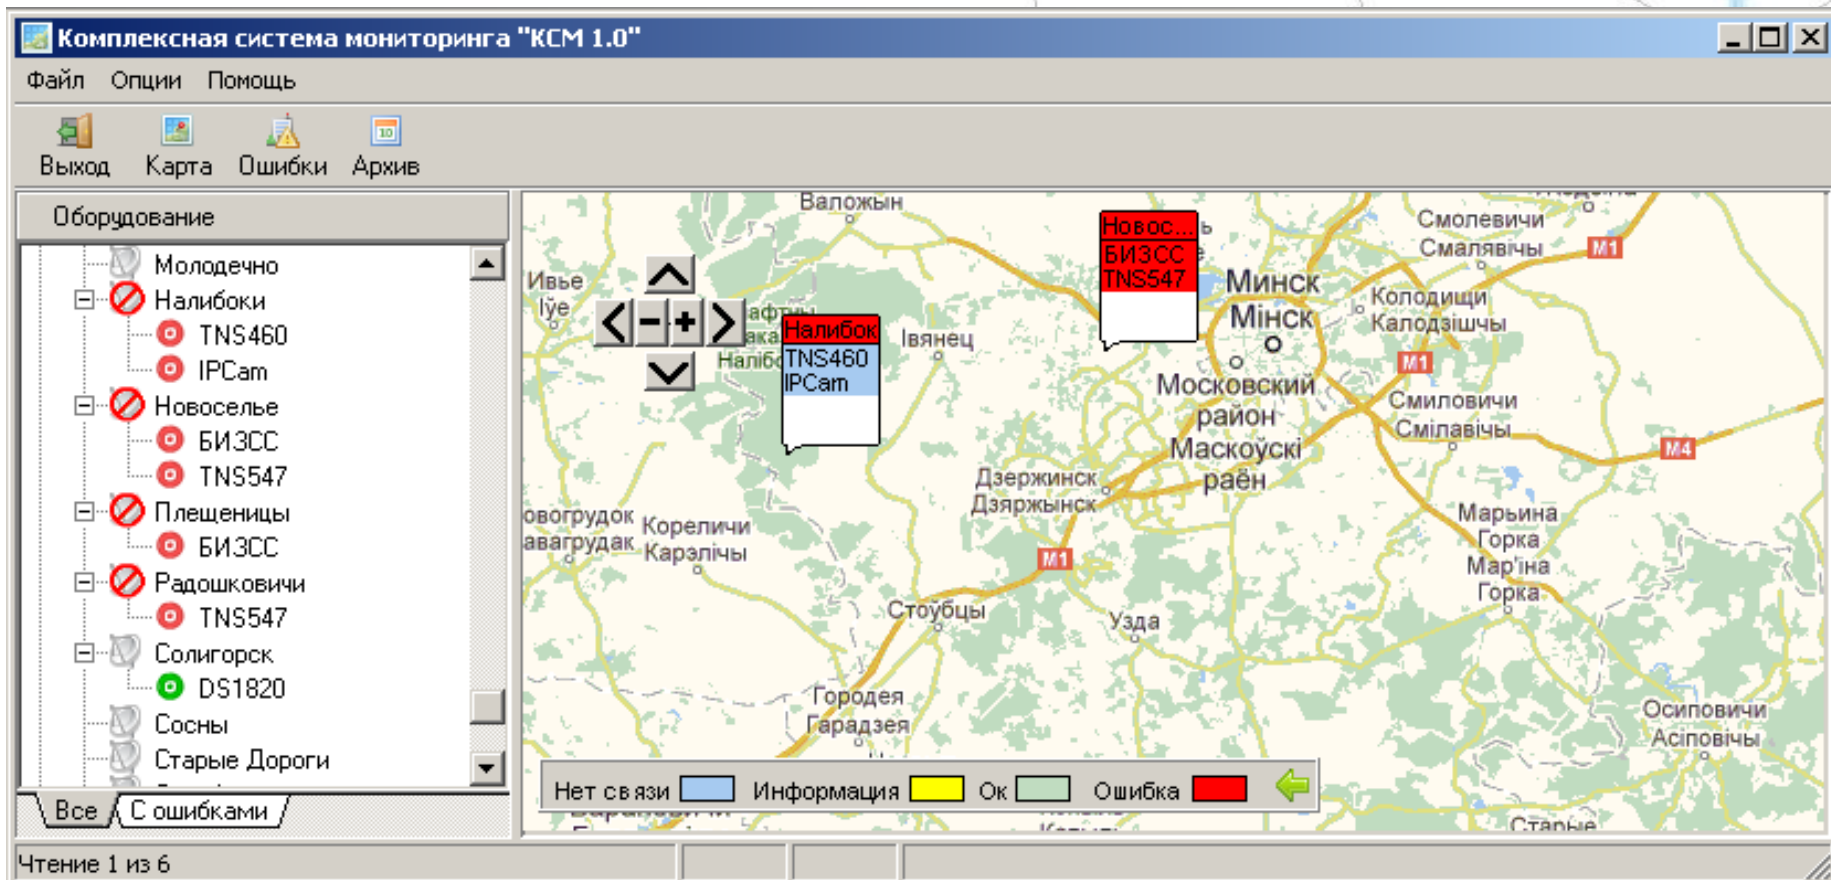 Комплексная система мониторинга "КСМ 1.0"
Файл Опции Помощь
Выход Карта Ошибки Архив
Оборудование
Молодечно
Налибоки
TNS460
IPCam
Новоселье
БИЗСС
TNS547
Плещеницы
БИЗСС
Радошковичи
TNS547
Солигорск
DS1820
Сосны
Старые Дороги
Все С ошибками
Чтение 1 из 6
Валожын
Ивье
Іўе
Налибок
TNS460
IPCam
Івянец
Новос...
БИЗСС
TNS547
Минск
Мінск
Смолевичи
Смалявічы
M1
Колодищи
Калодзішчы
M1
Московский
район
Маскоўскі
раён
Смиловичи
Смілавічы
M4
Дзержинск
Дзяржынск
овогрудок
авагрудак
Кореличи
Карэлічы
M1
Марьина
Горка
Мар'іна
Горка
Стоўбцы
Узда
Городея
Гарадзея
Осиповичи
Асіповічы
Нет связи Информация Ок Ошибка
Старые